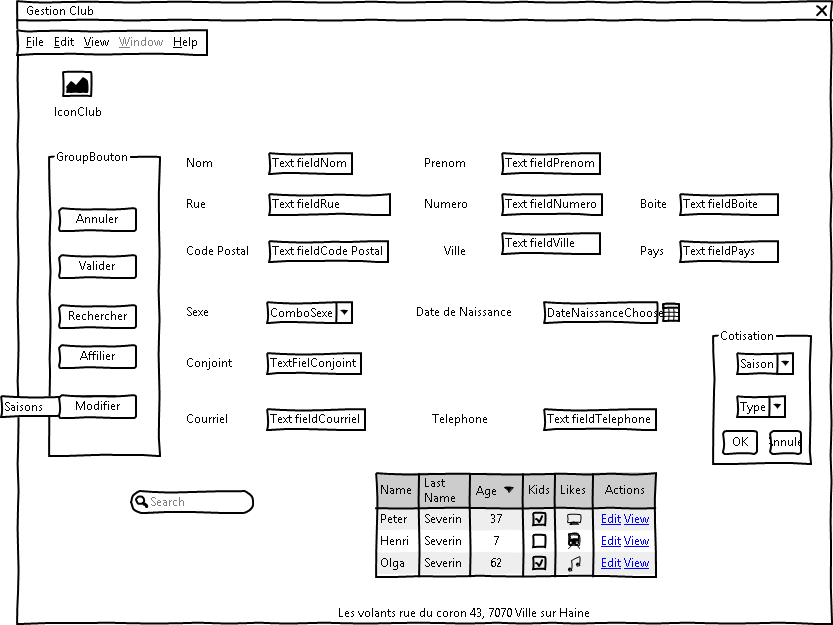 Gestion Club
File Edit View Window Help
IconClub
GroupBouton
Nom Text fieldNom Prenom Text fieldPrenom
Rue Text fieldRue Numero Text fieldNumero Boite Text fieldBoite
Annuler
Code Postal Text fieldCode Postal Ville Text fieldVille Pays Text fieldPays
Valider
Sexe ComboSexe Date de Naissance DateNaissanceChoose
Rechercher
Cotisation
Affilier
Conjoint TextFielConjoint Saison
Saisons Modifier Type
Courriel Text fieldCourriel Telephone Text fieldTelephone
OK Annule
Search
Name Last Name Age Kids Likes Actions
Peter Severin 37 Edit View
Henri Severin 7 Edit View
Olga Severin 62 Edit View
Les volants rue du coron 43, 7070 Ville sur Haine